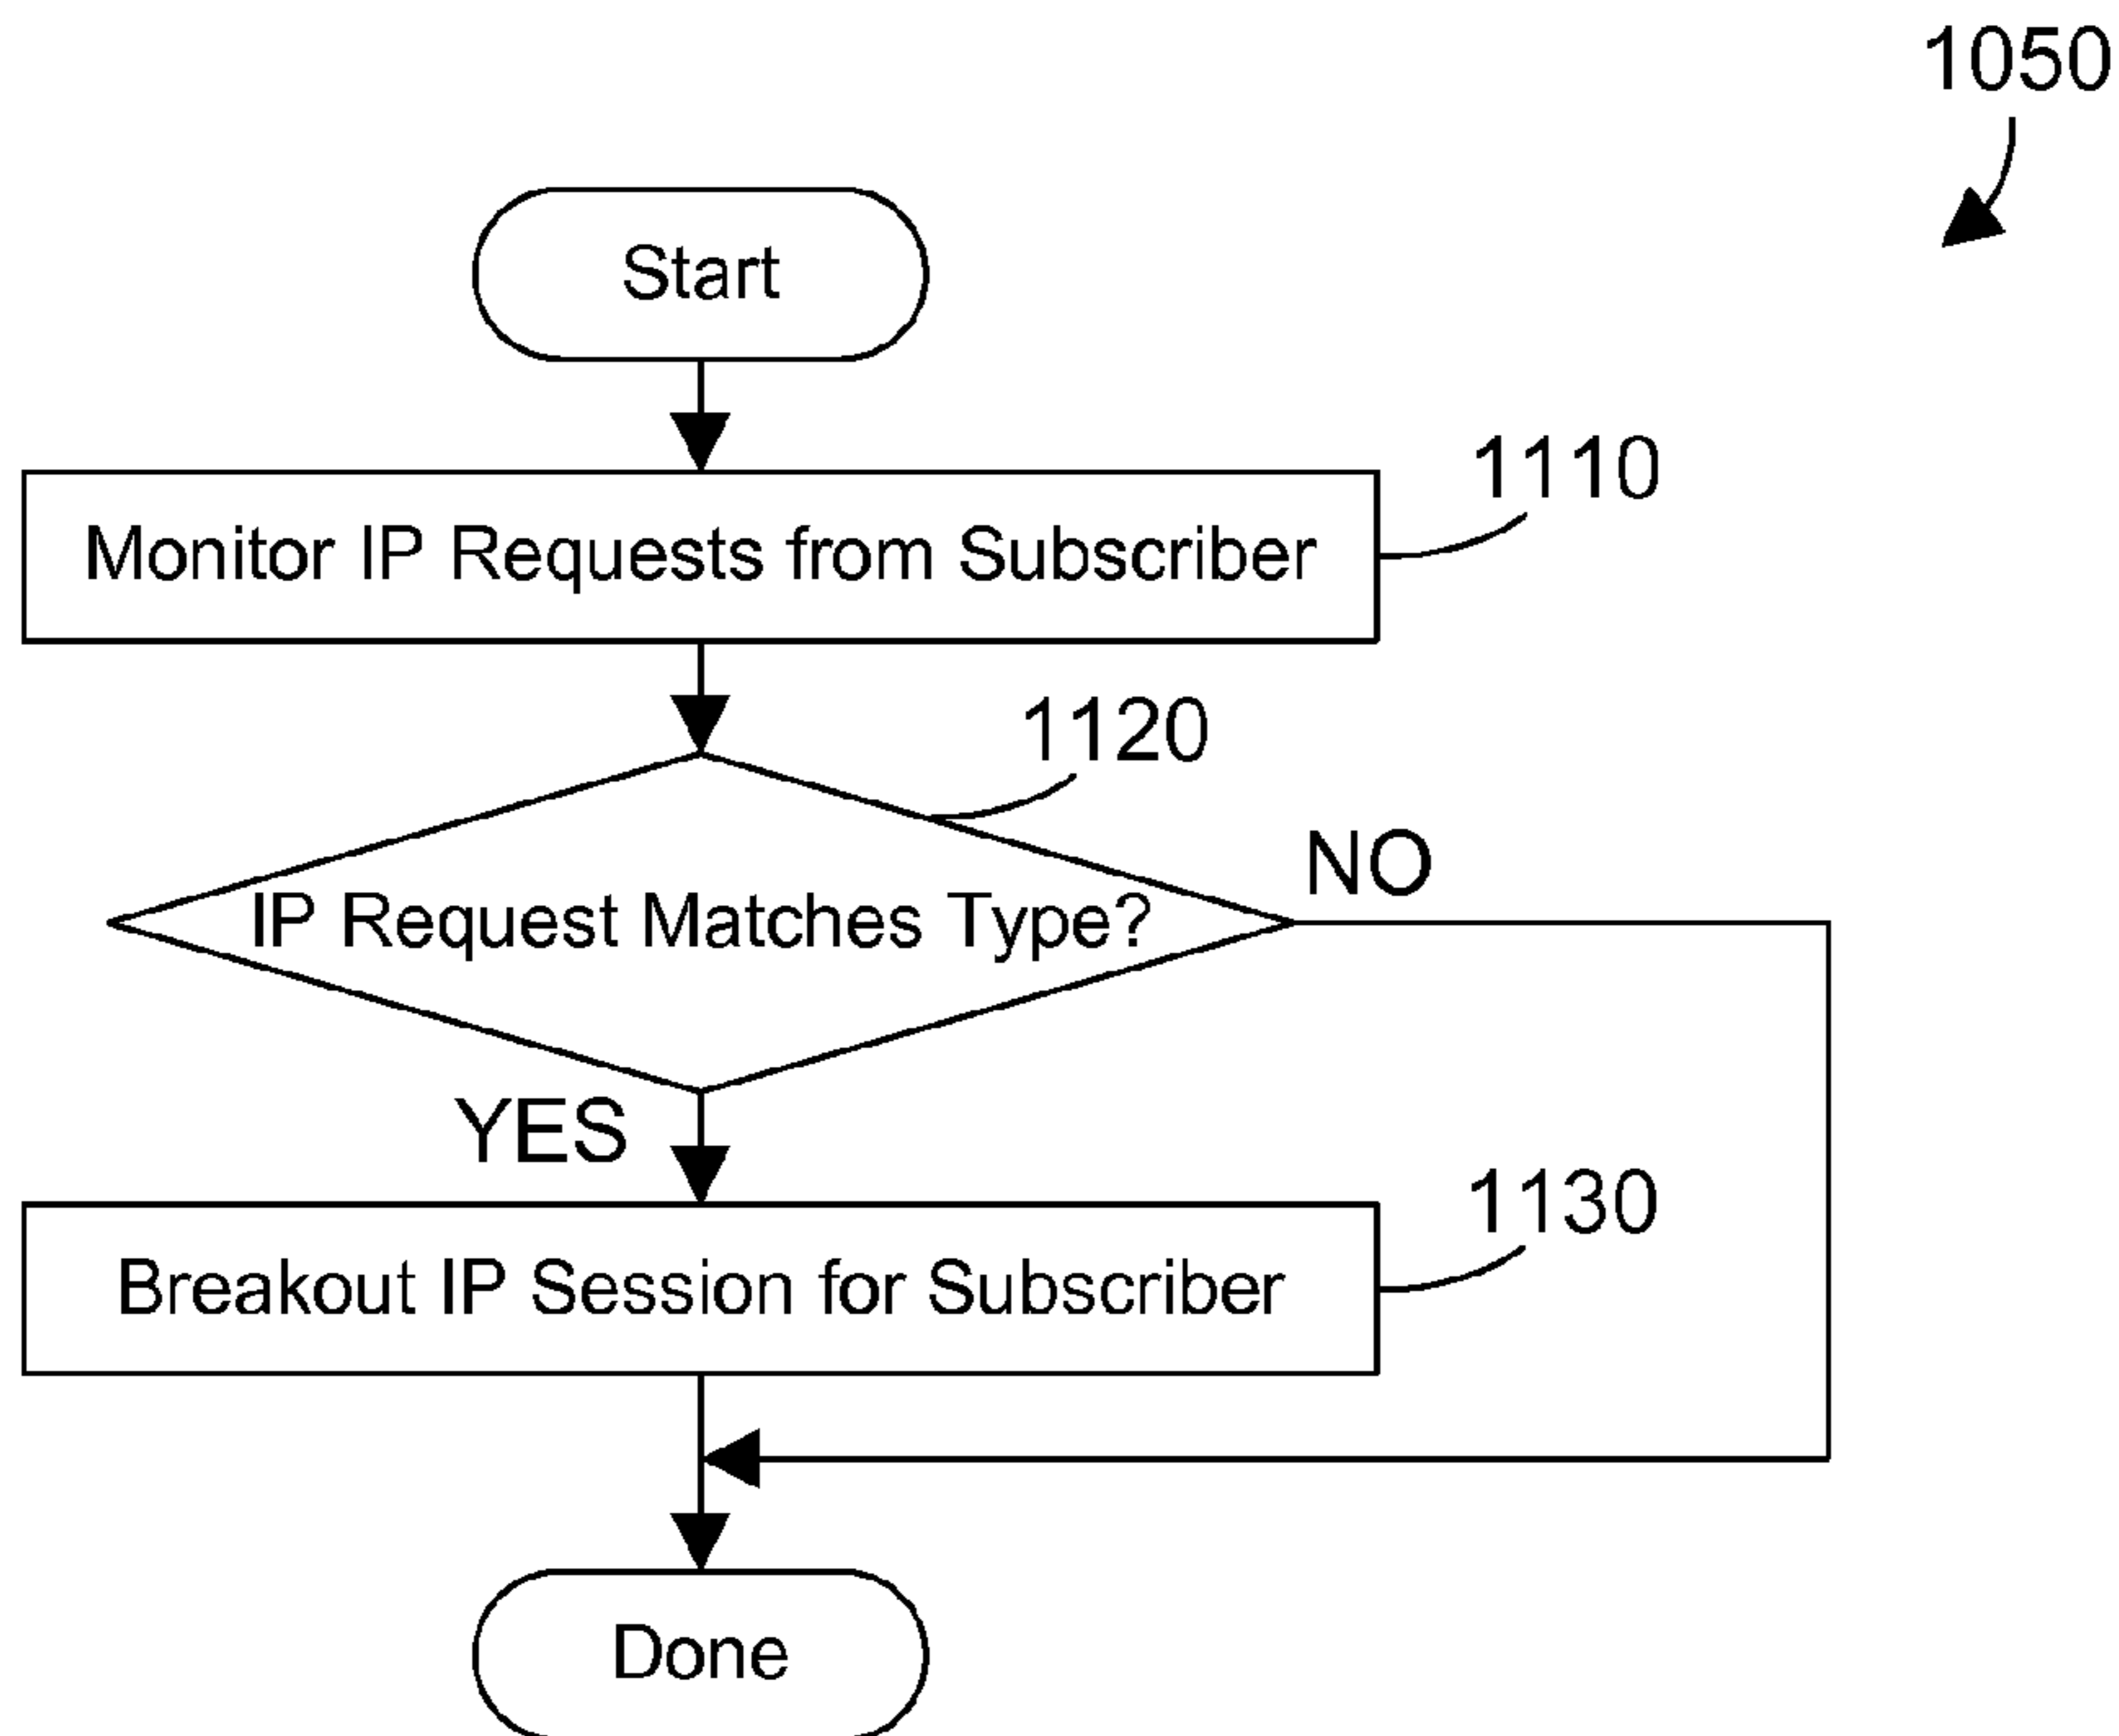 1050
Start
Monitor IP Requests from Subscriber
1110
1120
IP Request Matches Type?
NO
YES
Breakout IP Session for Subscriber
1130
Done